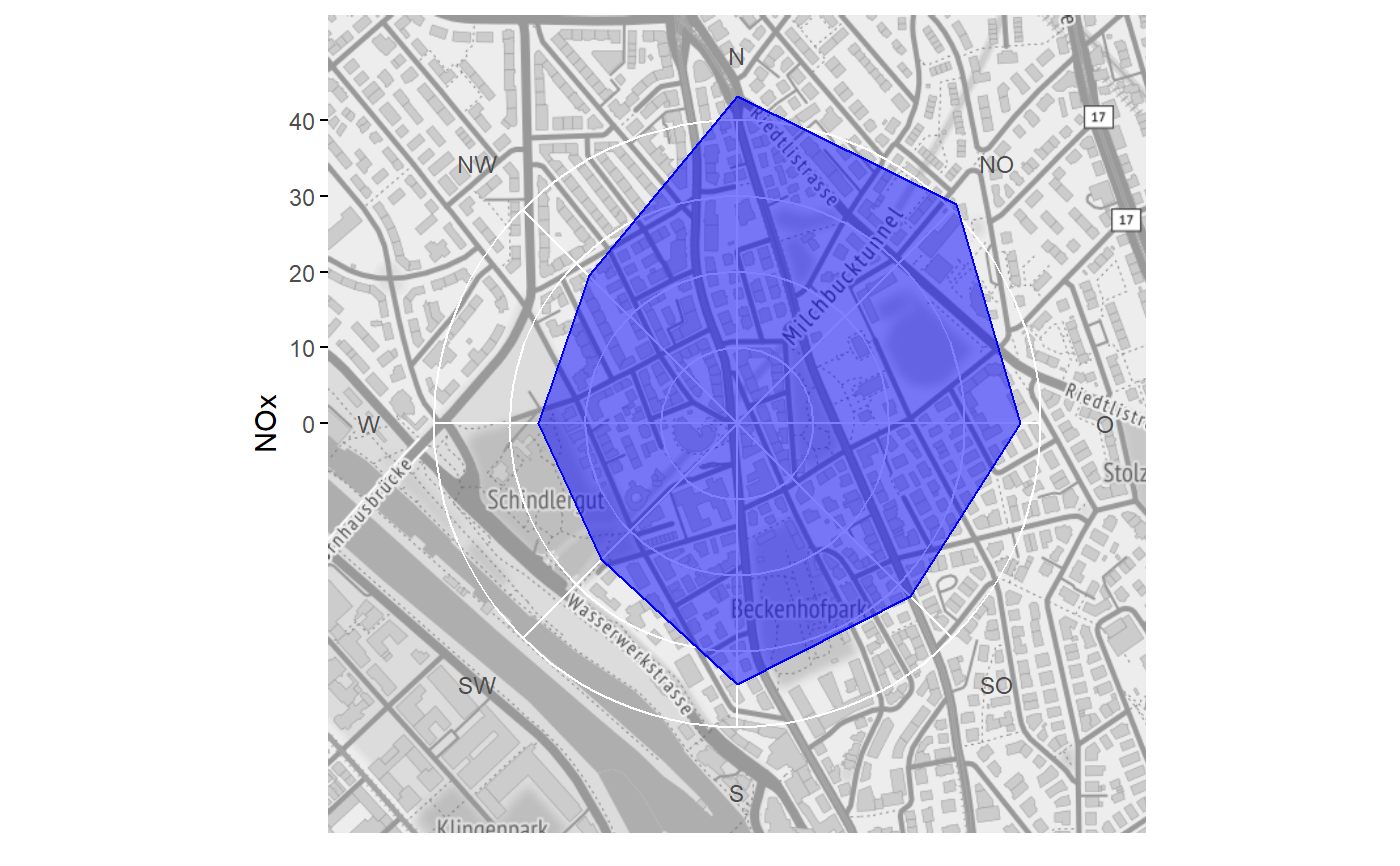 N
Riedtlistrasse
17
40
NW
NO
30
17
Milchbucktunnel
20
10
Riedtlistr
NOx
0
W
O
rnhausbrücke
Stolz
Schindlergut
Beckenhofpark
Wasserwerkstrasse
SW
SO
S
Klingenpark